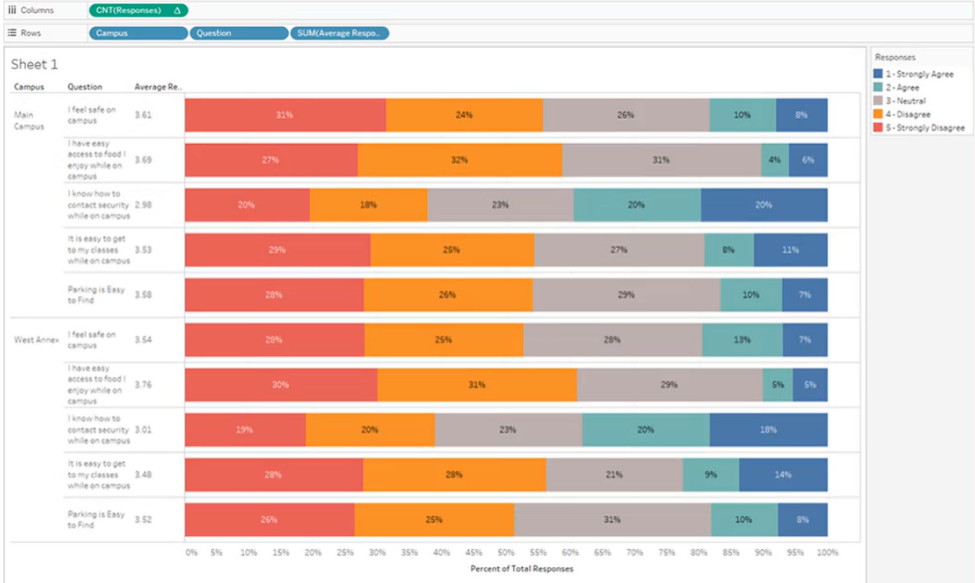 Columns CNT(Responses) Δ
Rows Campus Question SUM(Average Respo..
Sheet 1
Campus Question Average Re..
Main
Campus
I feel safe on
campus
3.61 31% 24% 26% 10% 8%
I have easy
access to food I
enjoy while on
campus
3.69 27% 32% 31% 4% 6%
I know how to
contact security
while on campus
2.98 20% 18% 23% 20% 20%
It is easy to get
to my classes
while on campus
3.53 29% 25% 27% 8% 11%
Parking is Easy
to Find
3.58 28% 26% 29% 10% 7%
West Annex
I feel safe on
campus
3.54 28% 25% 28% 13% 7%
I have easy
access to food I
enjoy while on
campus
3.76 30% 31% 29% 5% 5%
I know how to
contact security
while on campus
3.01 19% 20% 23% 20% 18%
It is easy to get
to my classes
while on campus
3.48 28% 28% 21% 9% 14%
Parking is Easy
to Find
3.52 26% 25% 31% 10% 8%
0% 5% 10% 15% 20% 25% 30% 35% 40% 45% 50% 55% 60% 65% 70% 75% 80% 85% 90% 95% 100%
Percent of Total Responses
Responses
1 - Strongly Agree
2 - Agree
3 - Neutral
4 - Disagree
5 - Strongly Disagree